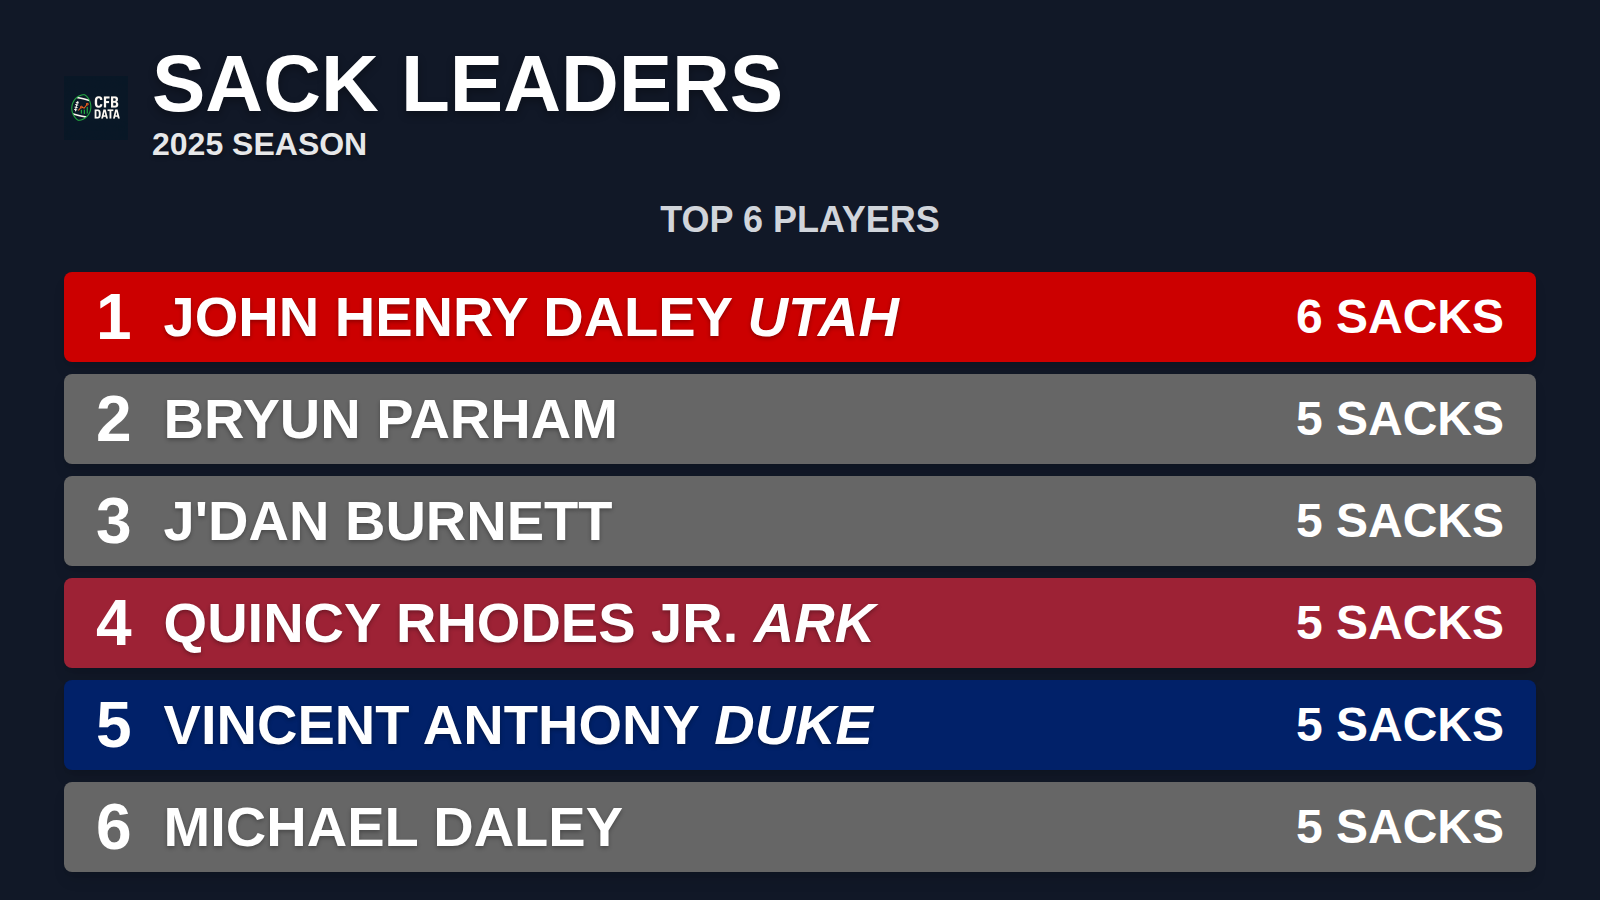 CFB
DATA
SACK LEADERS
2025 SEASON
TOP 6 PLAYERS
1 JOHN HENRY DALEY UTAH 6 SACKS
2 BRYUN PARHAM 5 SACKS
3 J'DAN BURNETT 5 SACKS
4 QUINCY RHODES JR. ARK 5 SACKS
5 VINCENT ANTHONY DUKE 5 SACKS
6 MICHAEL DALEY 5 SACKS